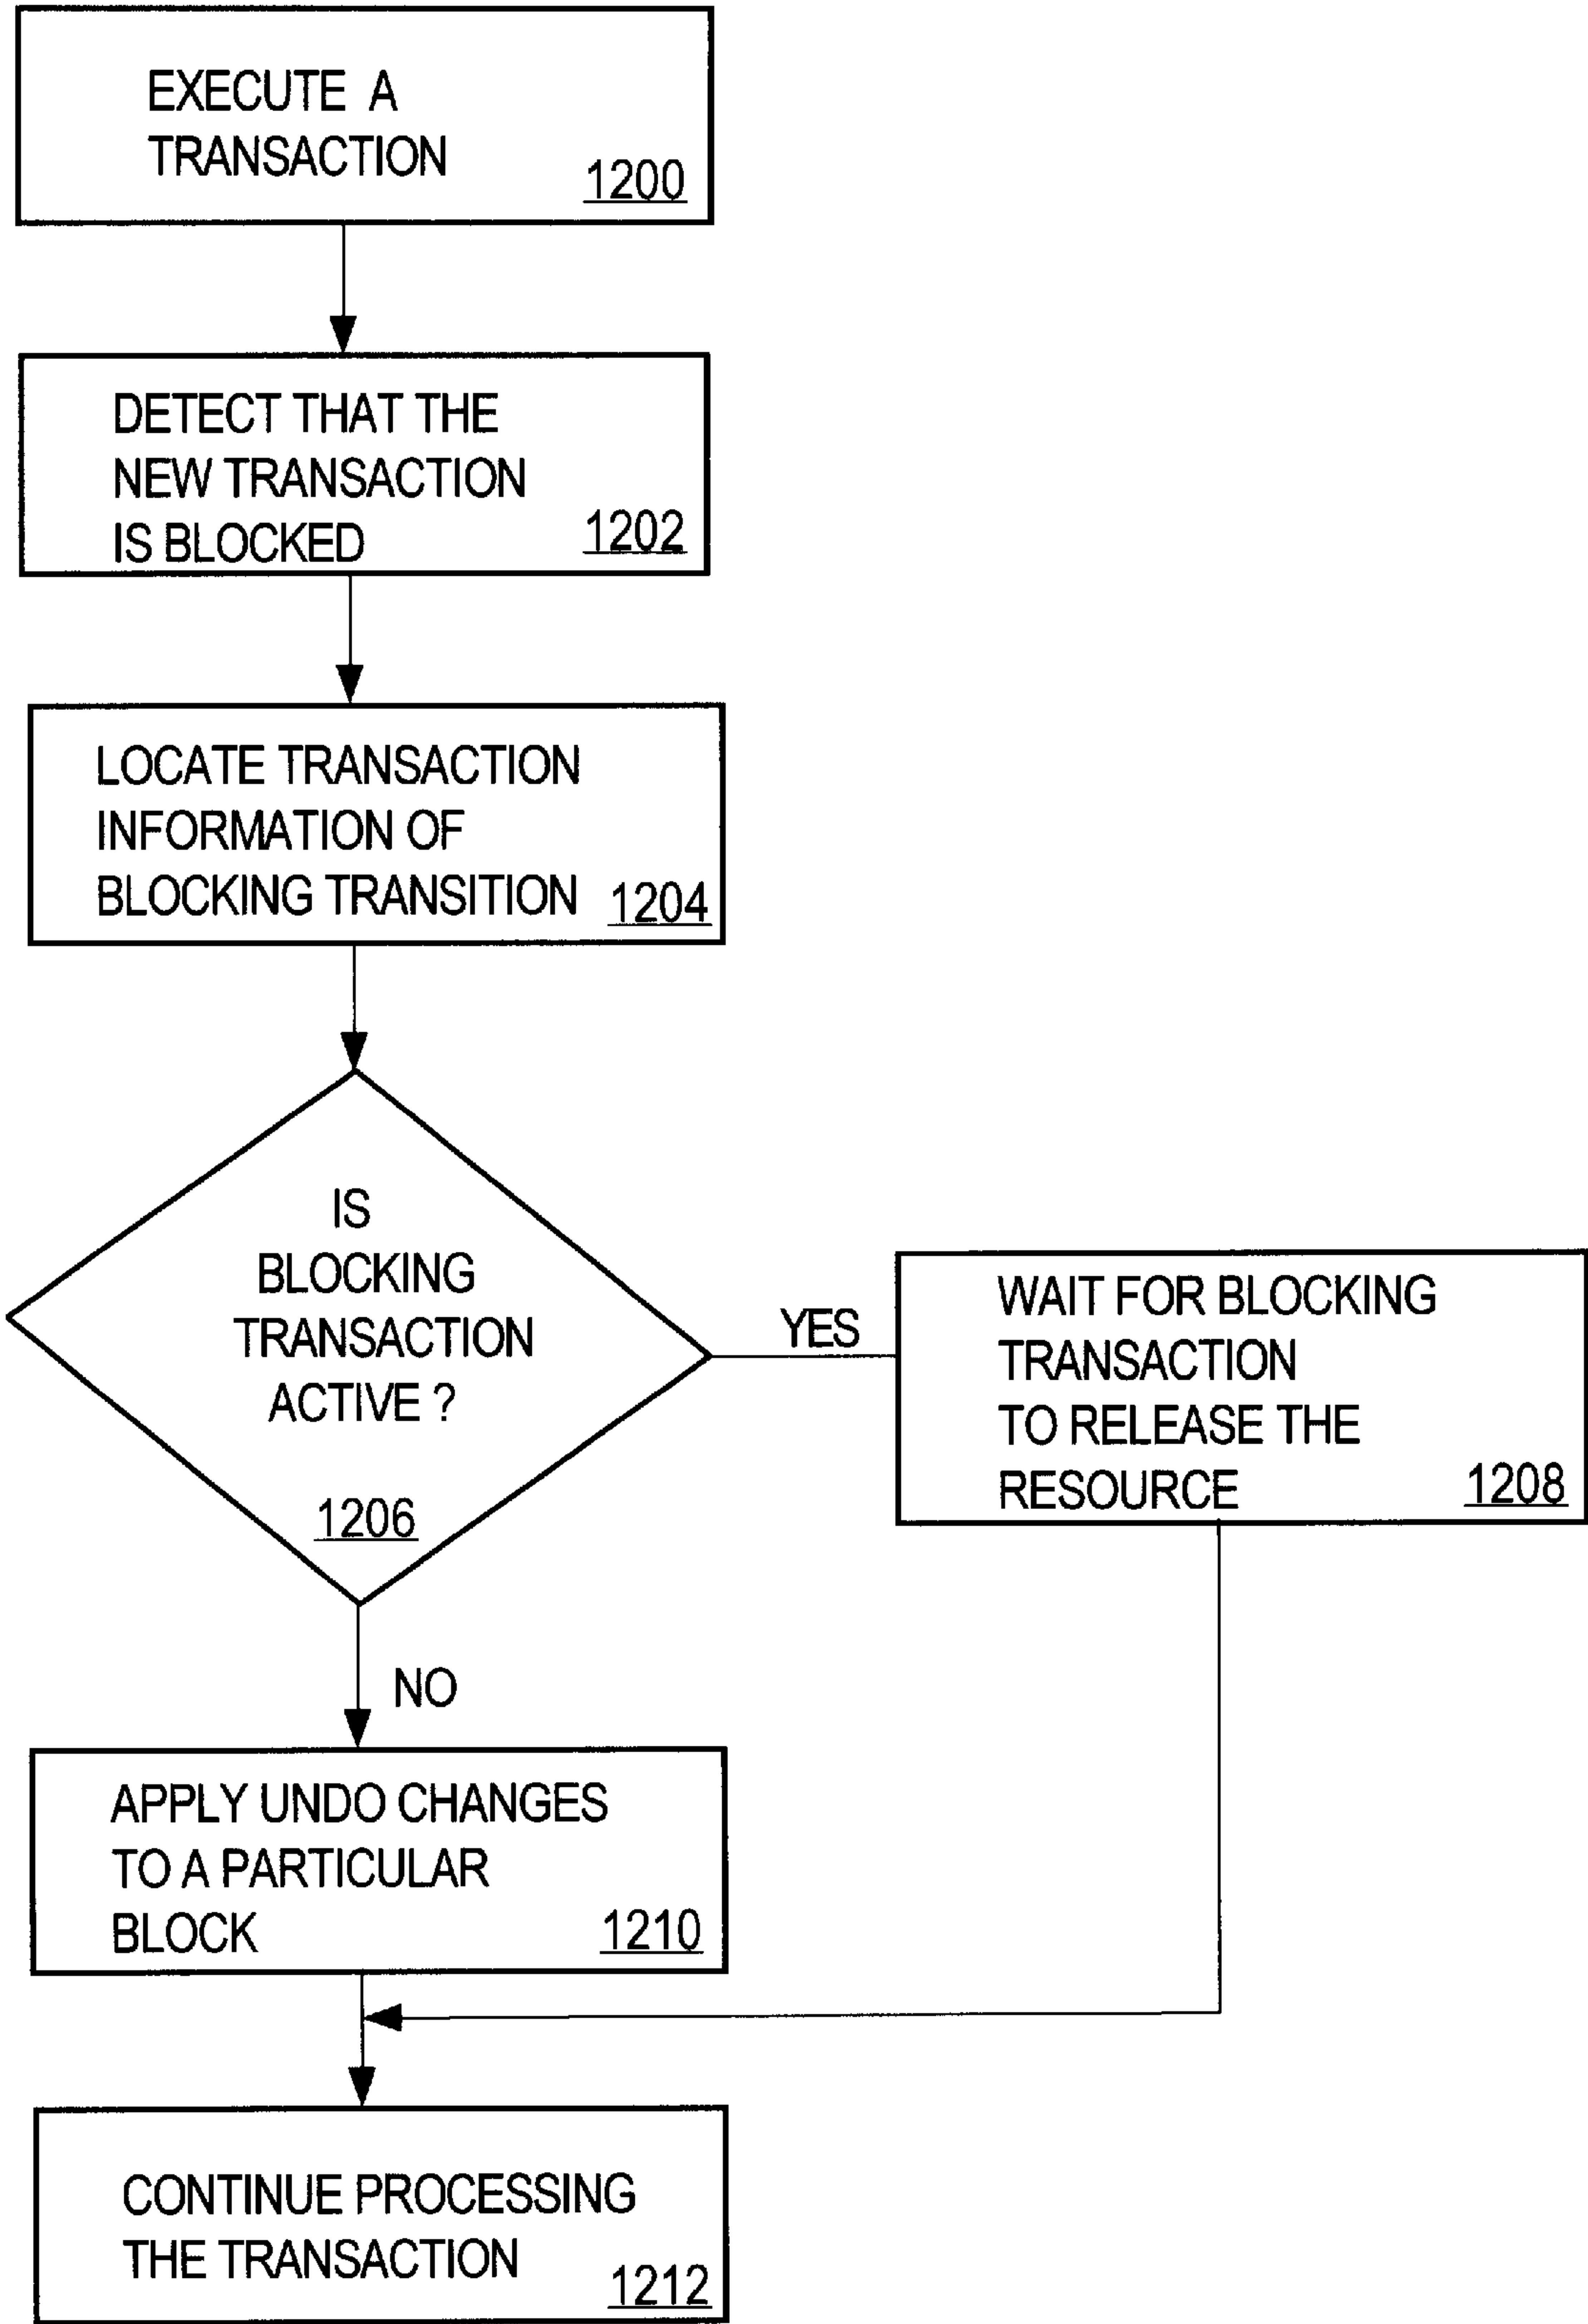 EXECUTE A
TRANSACTION
1200
DETECT THAT THE
NEW TRANSACTION
IS BLOCKED
1202
LOCATE TRANSACTION
INFORMATION OF
BLOCKING TRANSITION
1204
IS
BLOCKING
TRANSACTION
ACTIVE ?
1206
YES
WAIT FOR BLOCKING
TRANSACTION
TO RELEASE THE
RESOURCE
1208
NO
APPLY UNDO CHANGES
TO A PARTICULAR
BLOCK
1210
CONTINUE PROCESSING
THE TRANSACTION
1212